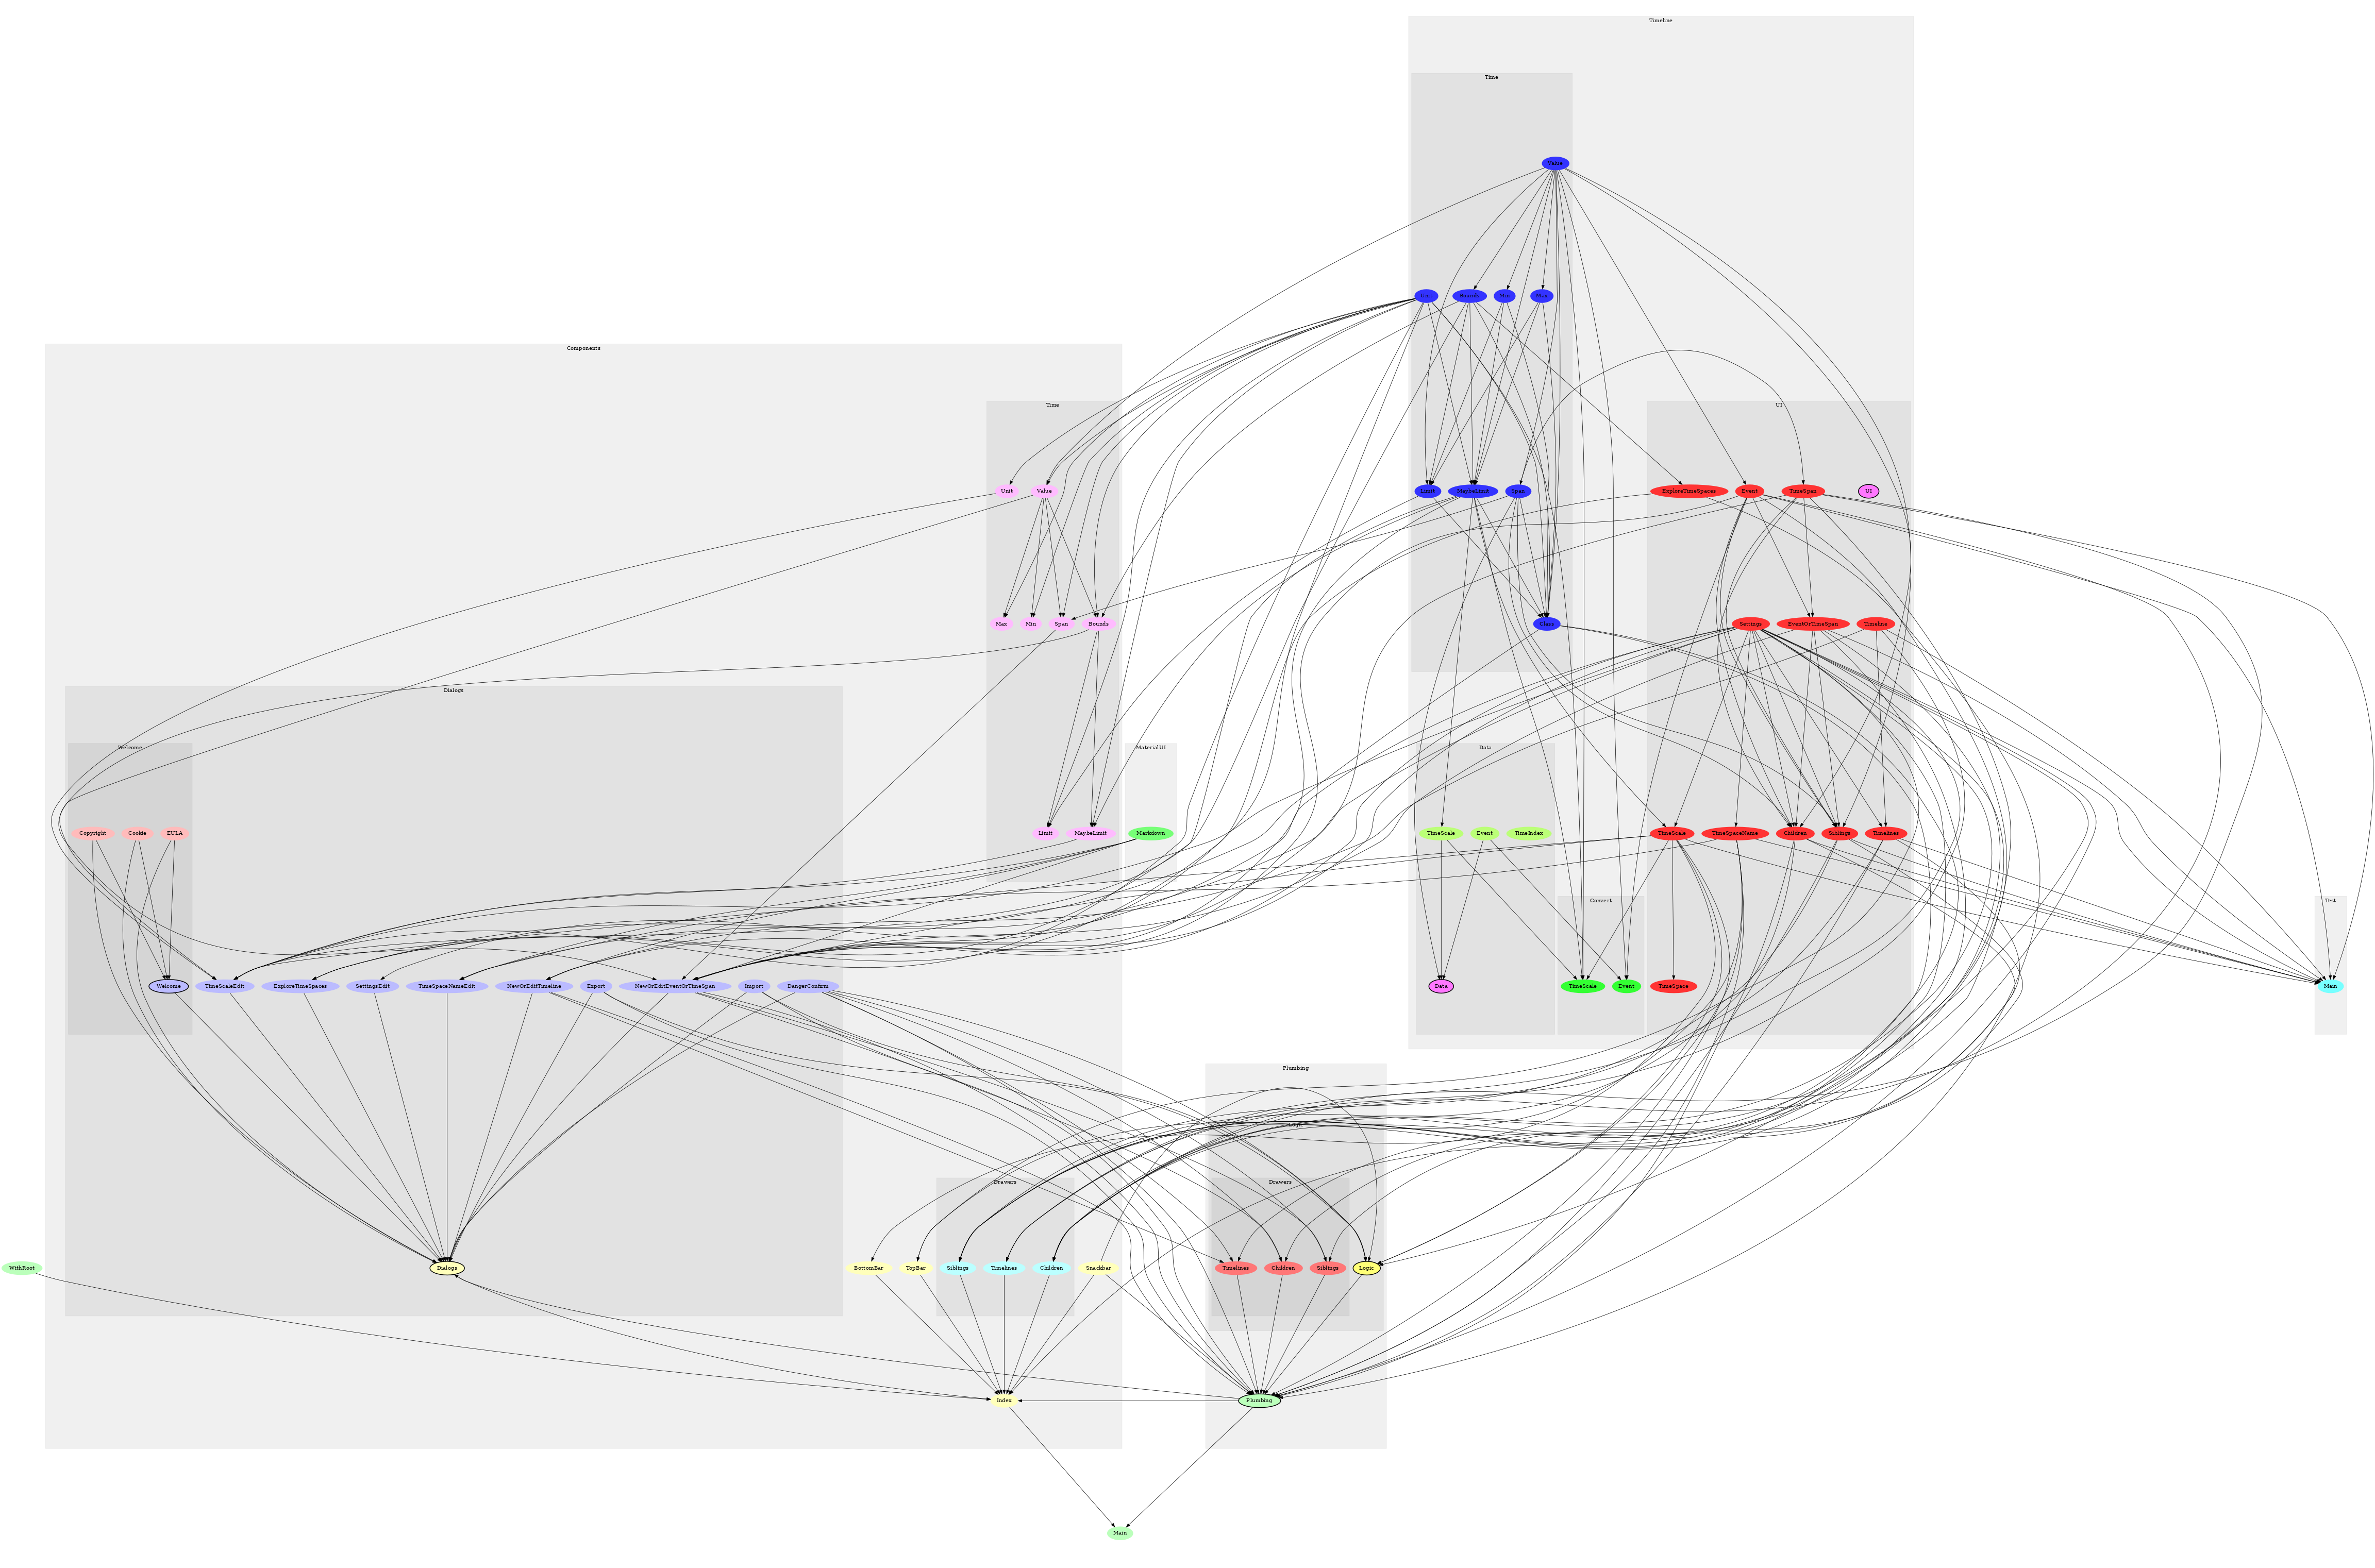 Timeline
Time
Value
Unit
Bounds
Min
Max
Components
Time
UI
Unit
Value
Limit
MaybeLimit
Span
ExploreTimeSpaces
Event
TimeSpan
UI
Max
Min
Span
Bounds
Class
Settings
EventOrTimeSpan
Timeline
Dialogs
Welcome
MaterialUI
Data
Copyright
Cookie
EULA
Limit
MaybeLimit
Markdown
TimeScale
Event
TimeIndex
TimeScale
TimeSpaceName
Children
Siblings
Timelines
Convert
Test
Welcome
TimeScaleEdit
ExploreTimeSpaces
SettingsEdit
TimeSpaceNameEdit
NewOrEditTimeline
Export
NewOrEditEventOrTimeSpan
Import
DangerConfirm
Data
TimeScale
Event
TimeSpace
Main
Plumbing
Logic
Drawers
Drawers
WithRoot
Dialogs
BottomBar
TopBar
Siblings
Timelines
Children
Snackbar
Timelines
Children
Siblings
Logic
Index
Plumbing
Main